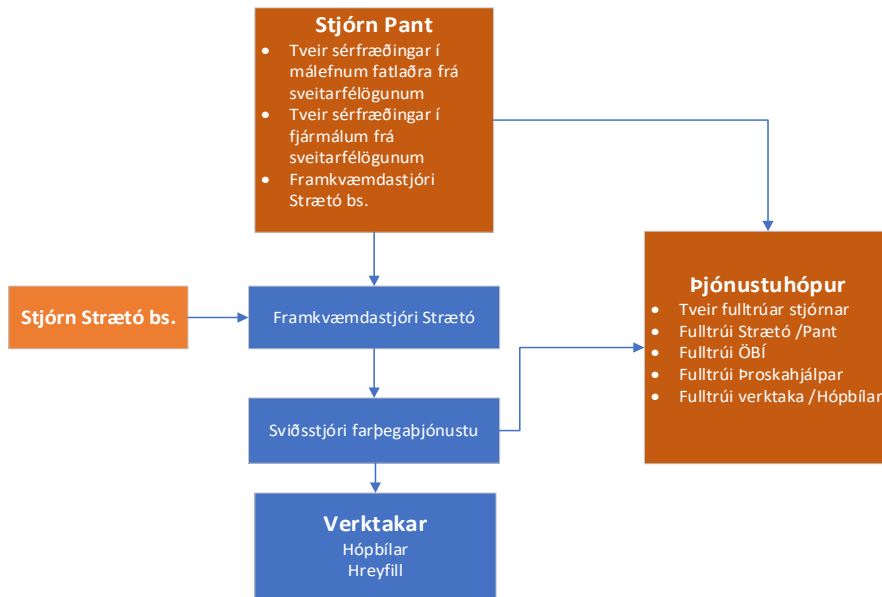 Stjórn Pant
• Tveir sérfræðingar í
málefnum fatlaðra frá
sveitarfélögunum
• Tveir sérfræðingar í
fjármálum frá
sveitarfélögunum
• Framkvæmdastjóri
Strætó bs.
Stjórn Strætó bs.
Framkvæmdastjóri Strætó
Þjónustuhópur
• Tveir fulltrúar stjórnar
• Fulltrúi Strætó /Pant
• Fulltrúi ÖBÍ
• Fulltrúi Þroskahjálpar
• Fulltrúi verktaka /Hópbílar
Sviðsstjóri farþegaþjónustu
Verktakar
Hópbílar
Hreyfill